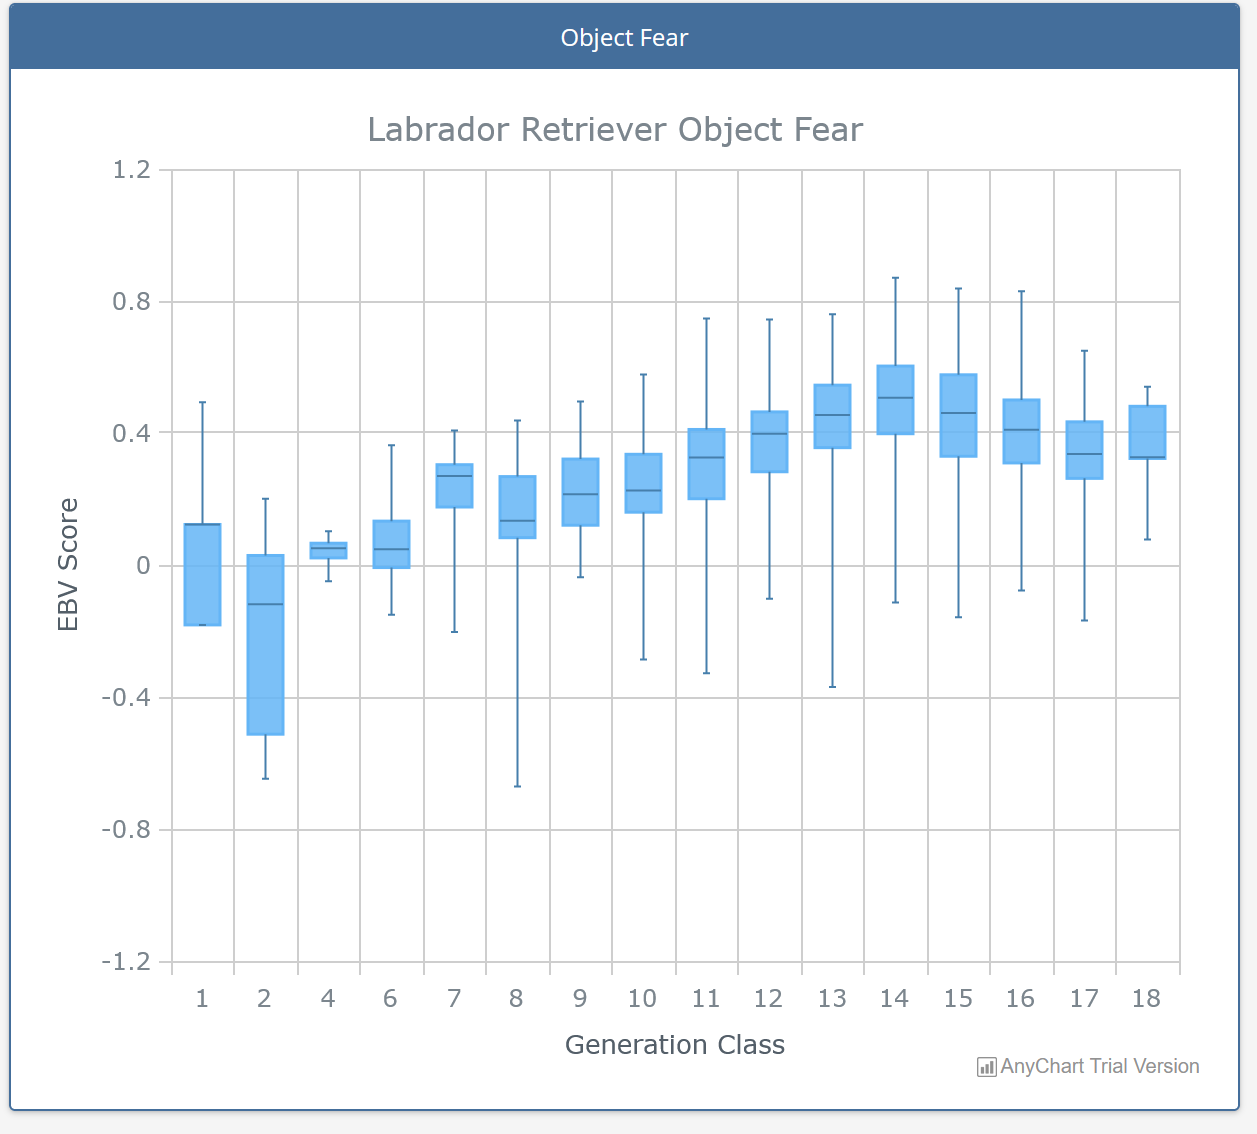 Object Fear
Labrador Retriever Object Fear
1.2
0.8
0.4
0
-0.4
-0.8
-1.2
EBV Score
1 2 4 6 7 8 9 10 11 12 13 14 15 16 17 18
Generation Class
AnyChart Trial Version